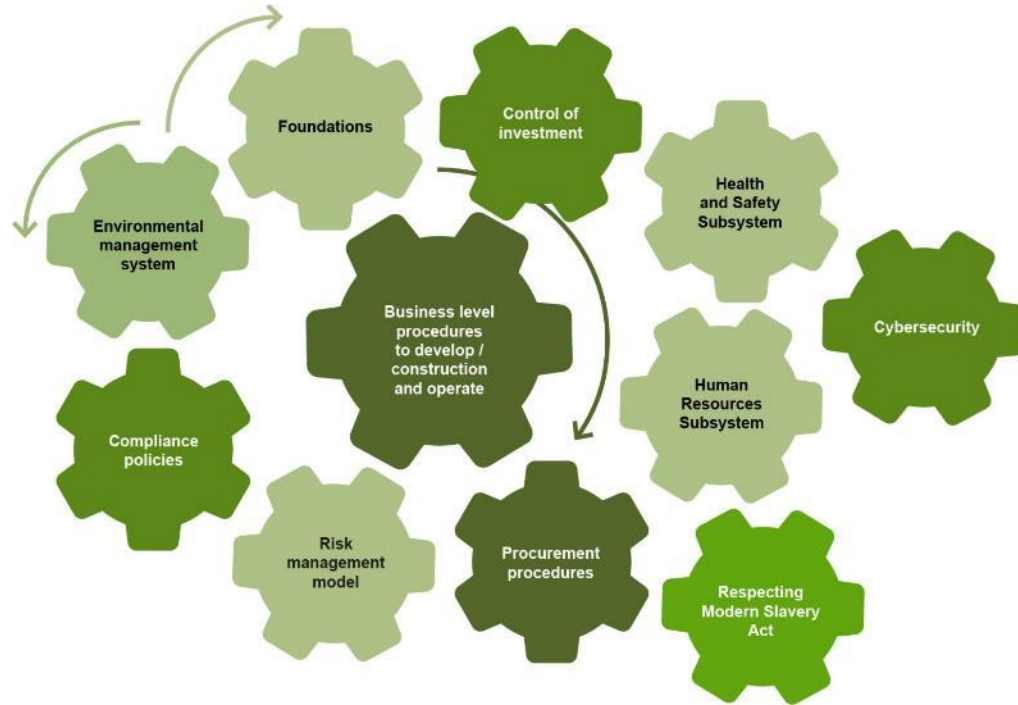 Foundations
Control of
investment
Health
and Safety
Subsystem
Environmental
management
system
Business level
procedures
to develop /
construction
and operate
Cybersecurity
Human
Resources
Subsystem
Compliance
policies
Risk
management
model
Procurement
procedures
Respecting
Modern Slavery
Act